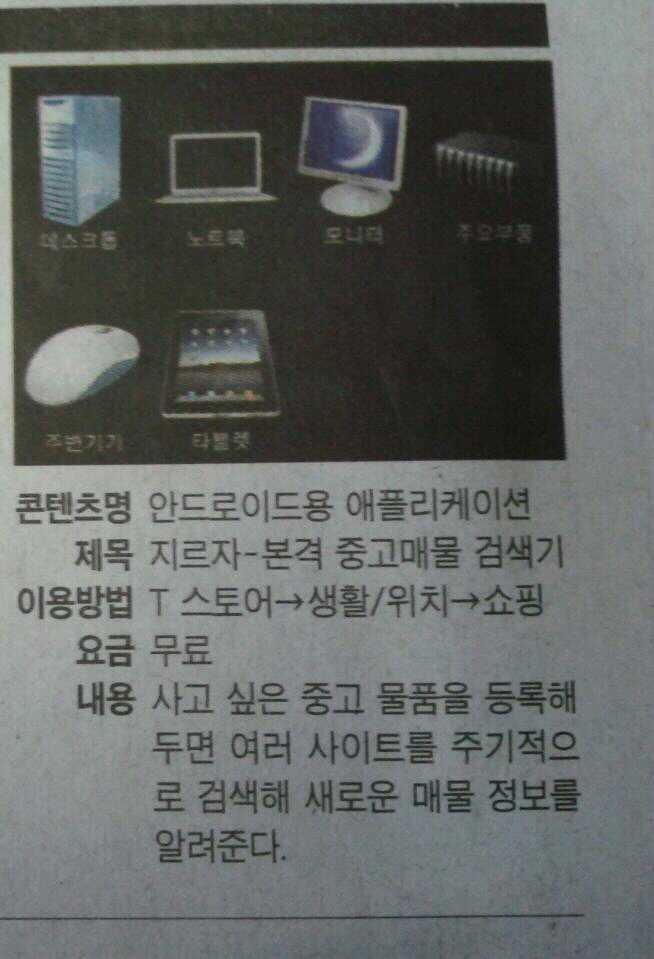 데스크톱 노트북 모니터 주요부품
주변기기 타블렛
콘텐츠명 안드로이드용 애플리케이션
제목 지르자-본격 중고매물 검색기
이용방법 T 스토어→생활/위치→쇼핑
요금 무료
내용 사고 싶은 중고 물품을 등록해
두면 여러 사이트를 주기적으
로 검색해 새로운 매물 정보를
알려준다.